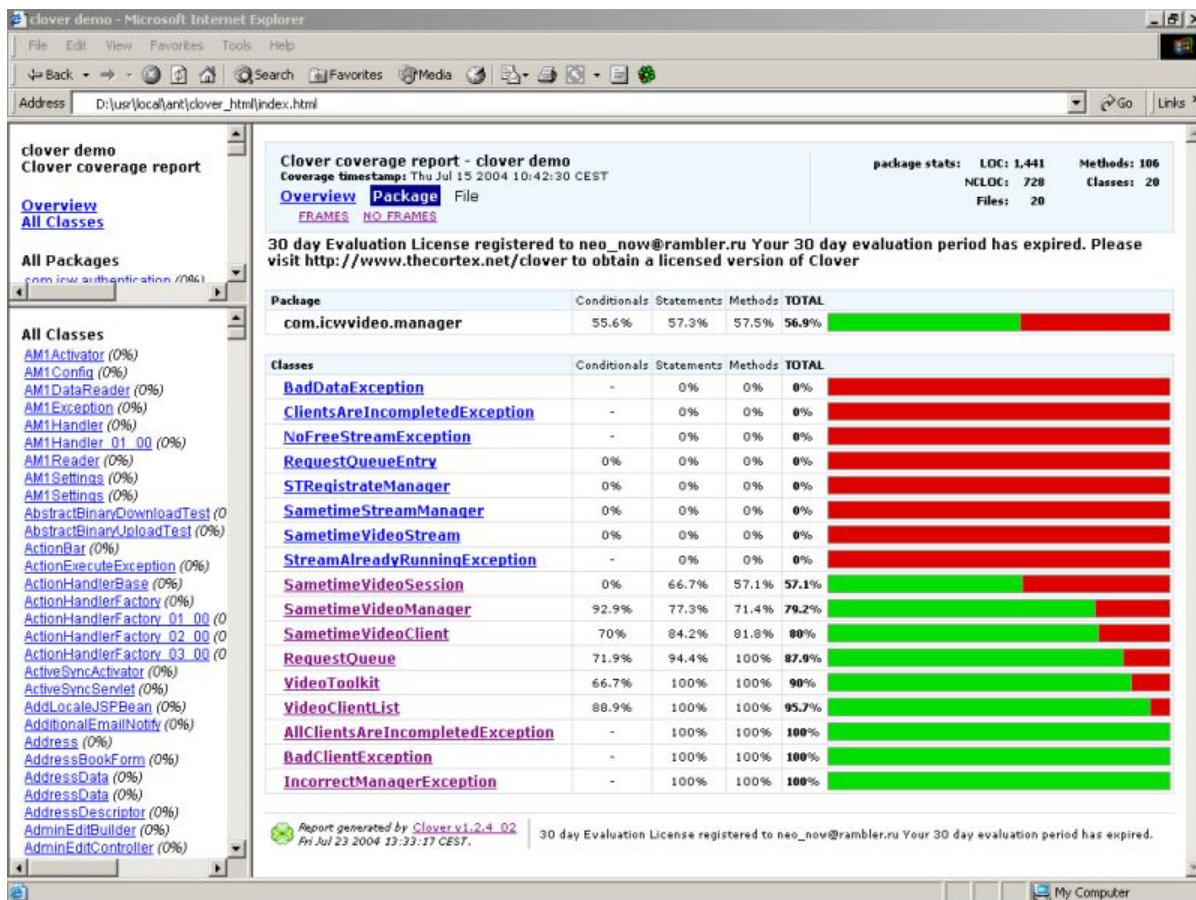 clover demo - Microsoft Internet Explorer
File Edit View Favorites Tools Help
Back Search Favorites Media
Address D:\usr\local\ant\clover_html\index.html Go Links
clover demo
Clover coverage report
Overview
All Classes
All Packages
com.icw.authentication (0%)
All Classes
AM1Activator (0%)
AM1Config (0%)
AM1DataReader (0%)
AM1Exception (0%)
AM1Handler (0%)
AM1Handler_01_00 (0%)
AM1Reader (0%)
AM1Settings (0%)
AM1Settings (0%)
AbstractBinaryDownloadTest (0
AbstractBinaryUploadTest (0%)
ActionBar (0%)
ActionExecuteException (0%)
ActionHandlerBase (0%)
ActionHandlerFactory (0%)
ActionHandlerFactory_01_00 (0
ActionHandlerFactory_02_00 (0
ActionHandlerFactory_03_00 (0
ActiveSyncActivator (0%)
ActiveSyncServlet (0%)
AddLocaleJSPBean (0%)
AdditionalEmailNotify (0%)
Address (0%)
AddressBookForm (0%)
AddressData (0%)
AddressData (0%)
AddressDescriptor (0%)
AdminEditBuilder (0%)
AdminEditController (0%)
Clover coverage report - clover demo
Coverage timestamp: Thu Jul 15 2004 10:42:30 CEST
Overview Package File
FRAMES NO FRAMES
package stats: LOC: 1,441 Methods: 106
NCLOC: 728 Classes: 20
Files: 20
30 day Evaluation License registered to neo_now@rambler.ru Your 30 day evaluation period has expired. Please
visit http://www.thecortex.net/clover to obtain a licensed version of Clover
Package Conditionals Statements Methods TOTAL
com.icwvideo.manager 55.6% 57.3% 57.5% 56.9%
Classes Conditionals Statements Methods TOTAL
BadDataException - 0% 0% 0%
ClientsAreIncompletedException - 0% 0% 0%
NoFreeStreamException - 0% 0% 0%
RequestQueueEntry 0% 0% 0% 0%
STRegistrateManager 0% 0% 0% 0%
SametimeStreamManager 0% 0% 0% 0%
SametimeVideoStream 0% 0% 0% 0%
StreamAlreadyRunningException - 0% 0% 0%
SametimeVideoSession 0% 66.7% 57.1% 57.1%
SametimeVideoManager 92.9% 77.3% 71.4% 79.2%
SametimeVideoClient 70% 84.2% 81.8% 80%
RequestQueue 71.9% 94.4% 100% 87.9%
VideoToolkit 66.7% 100% 100% 90%
VideoClientList 88.9% 100% 100% 95.7%
AllClientsAreIncompletedException - 100% 100% 100%
BadClientException - 100% 100% 100%
IncorrectManagerException - 100% 100% 100%
Report generated by Clover v1.2.4_02
Fri Jul 23 2004 13:33:17 CEST.
30 day Evaluation License registered to neo_now@rambler.ru Your 30 day evaluation period has expired.
My Computer